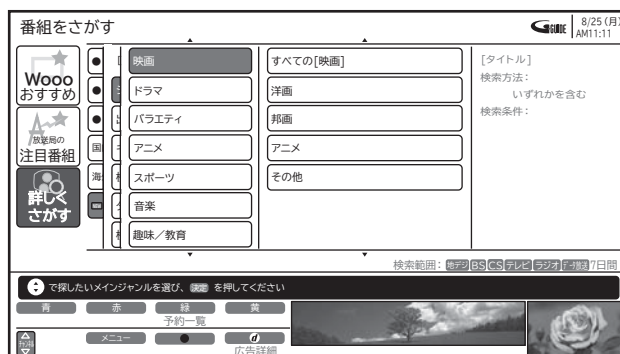 番組をさがす
G GUIDE
8/25 (月)
AM11:11
Wooo
おすすめ
放送局の
注目番組
詳しく
さがす
国
海
映画
ドラマ
バラエティ
アニメ
スポーツ
音楽
趣味／教育
すべての[映画]
洋画
邦画
アニメ
その他
[タイトル]
検索方法：
いずれかを含む
検索条件：
検索範囲： 地デジ BS CS テレビ ラジオ データ放送 7日間
で探したいメインジャンルを選び、 決定 を押してください
青 赤 緑 黄
予約一覧
メニュー ● d
広告詳細